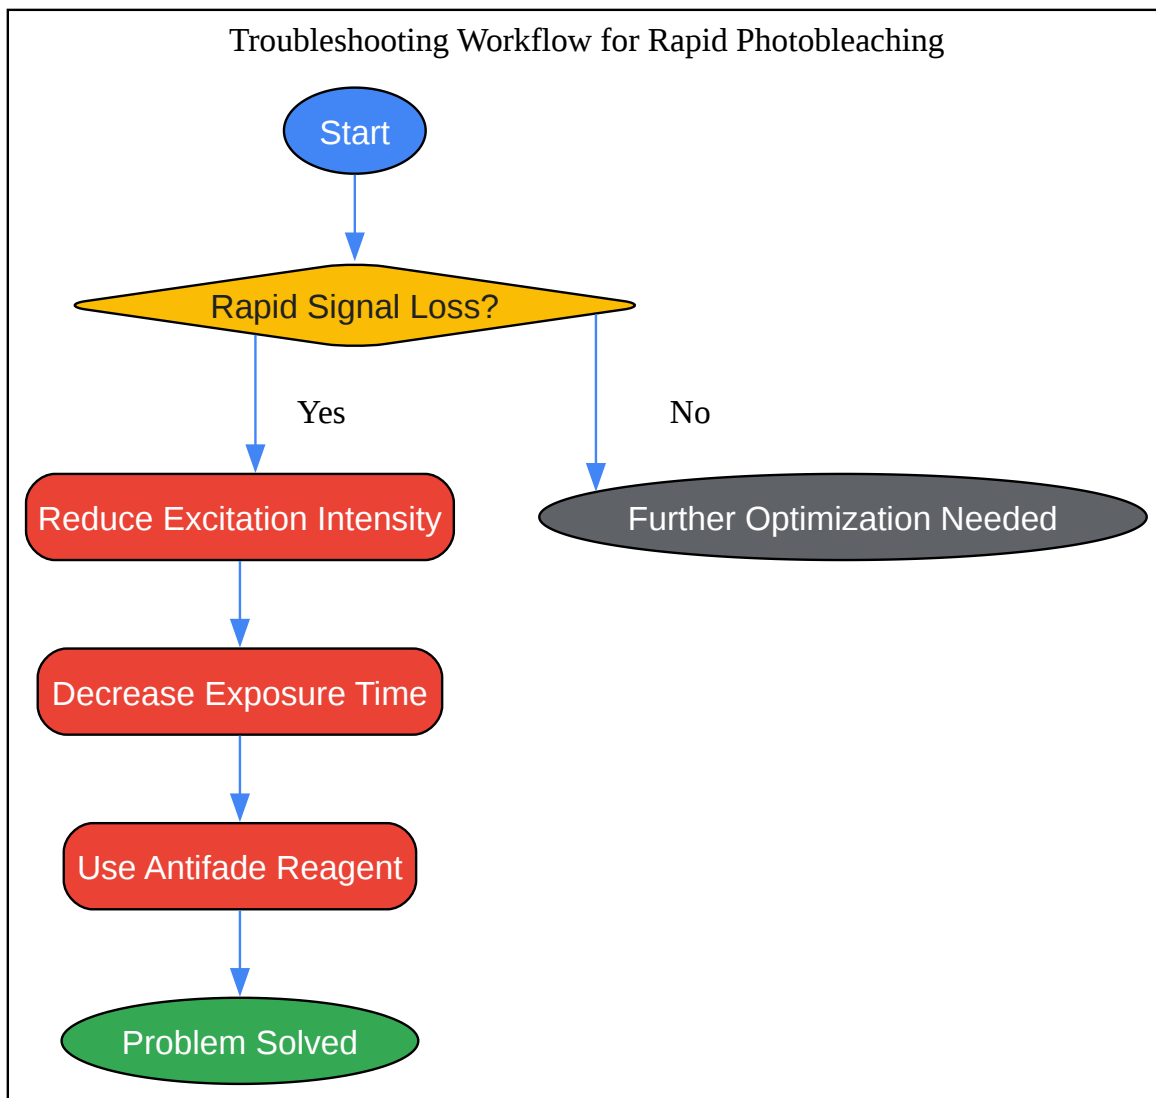 Troubleshooting Workflow for Rapid Photobleaching
Start
Rapid Signal Loss?
Yes
No
Reduce Excitation Intensity
Further Optimization Needed
Decrease Exposure Time
Use Antifade Reagent
Problem Solved